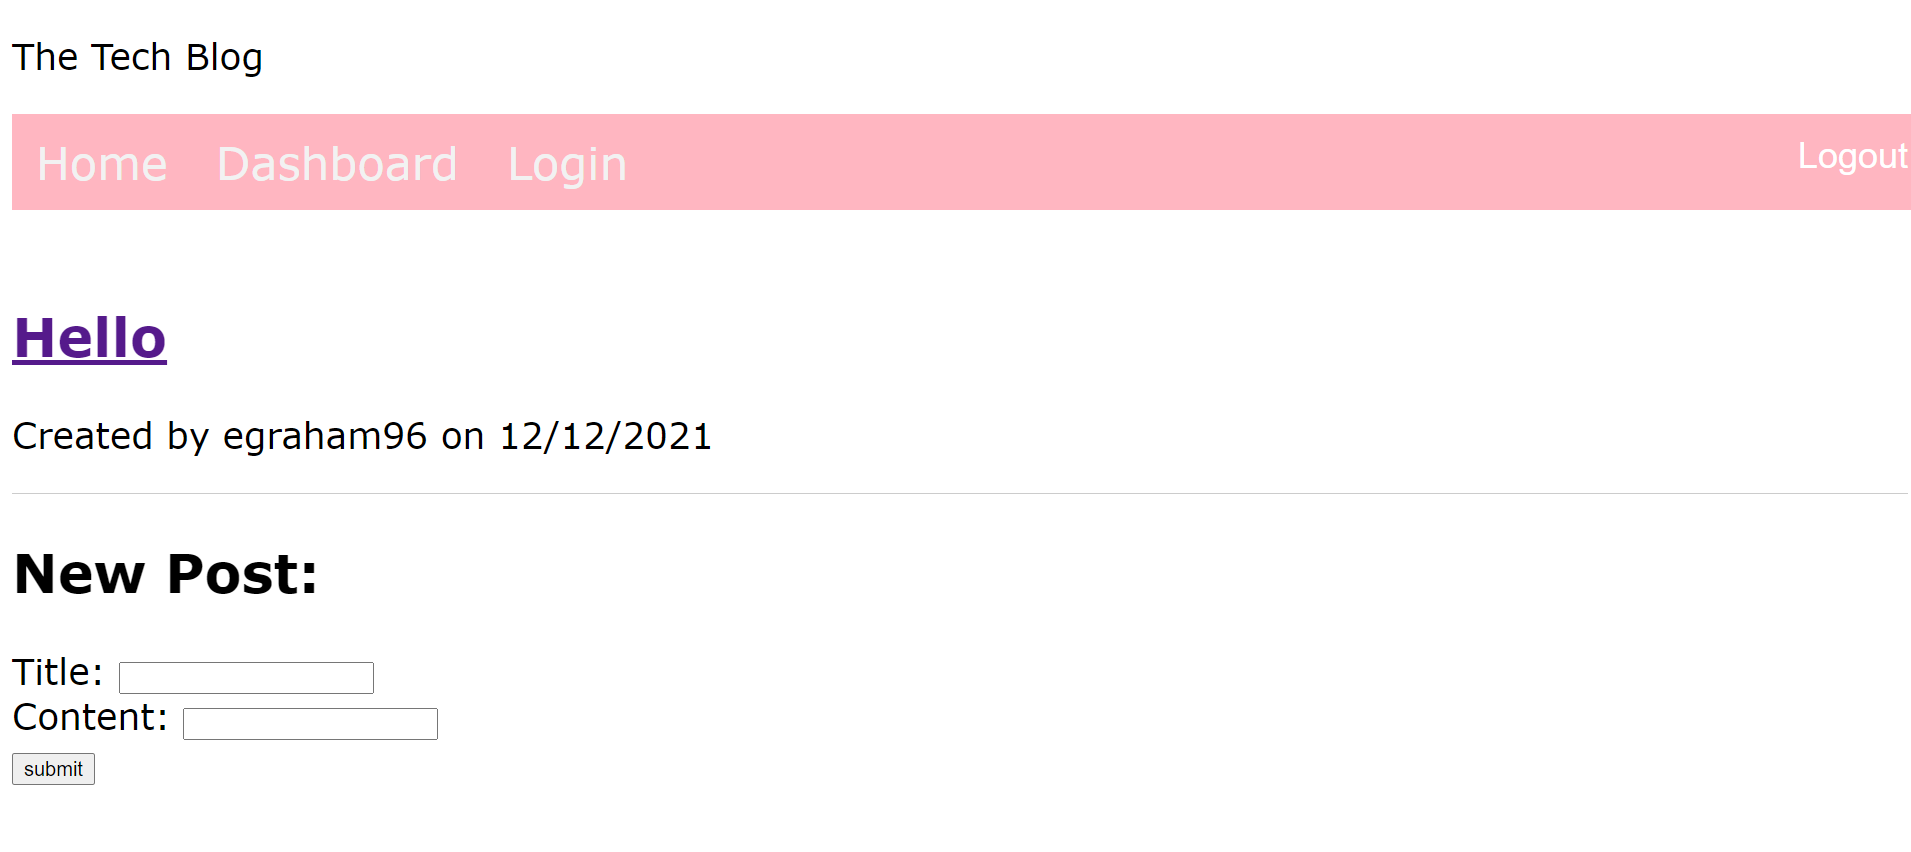 The Tech Blog
Home Dashboard Login Logout
Hello
Created by egraham96 on 12/12/2021
New Post:
Title:
Content:
submit